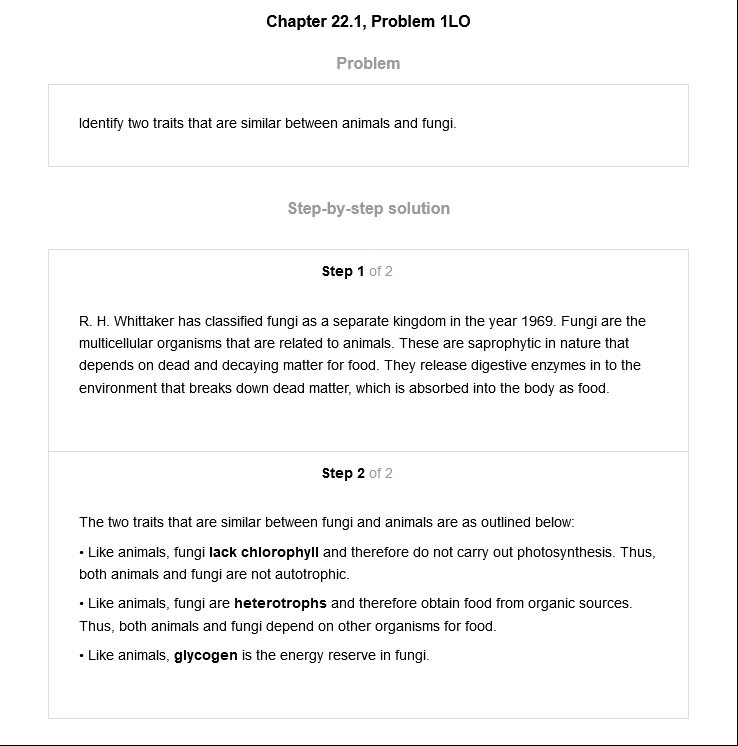 Chapter 22.1, Problem 1LO
Problem
Identify two traits that are similar between animals and fungi.
Step-by-step solution
Step 1 of 2
R. H. Whittaker has classified fungi as a separate kingdom in the year 1969. Fungi are the
multicellular organisms that are related to animals. These are saprophytic in nature that
depends on dead and decaying matter for food. They release digestive enzymes in to the
environment that breaks down dead matter, which is absorbed into the body as food.
Step 2 of 2
The two traits that are similar between fungi and animals are as outlined below:
• Like animals, fungi lack chlorophyll and therefore do not carry out photosynthesis. Thus,
both animals and fungi are not autotrophic.
• Like animals, fungi are heterotrophs and therefore obtain food from organic sources.
Thus, both animals and fungi depend on other organisms for food.
• Like animals, glycogen is the energy reserve in fungi.